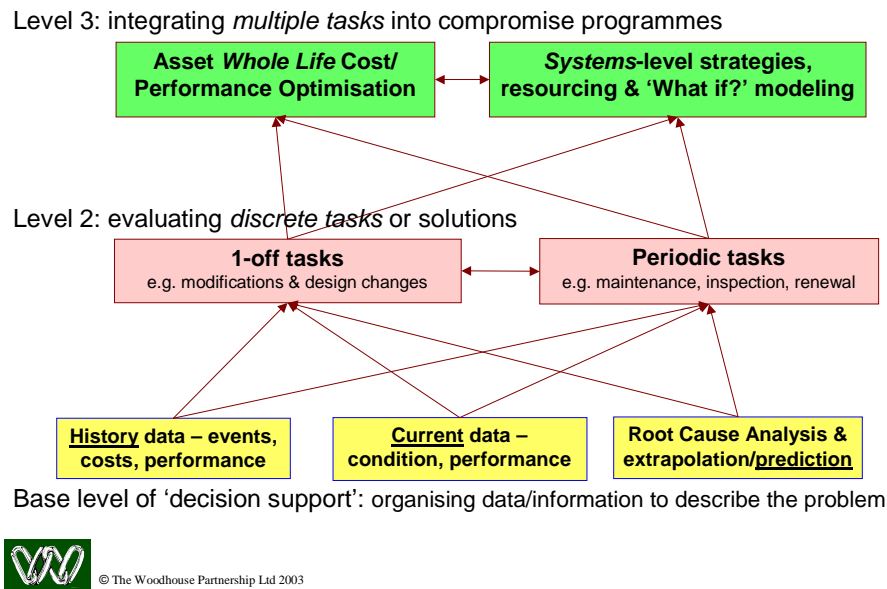 Level 3: integrating multiple tasks into compromise programmes
Asset Whole Life Cost/
Performance Optimisation
Systems-level strategies,
resourcing & ‘What if?’ modeling
Level 2: evaluating discrete tasks or solutions
1-off tasks
e.g. modifications & design changes
Periodic tasks
e.g. maintenance, inspection, renewal
History data – events,
costs, performance
Current data –
condition, performance
Root Cause Analysis &
extrapolation/prediction
Base level of ‘decision support’: organising data/information to describe the problem
© The Woodhouse Partnership Ltd 2003